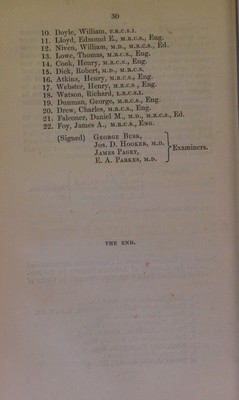 30
10. Doyle, William, F.R.C.S.I.
11. Lloyd, Edmund E., M.R.C.S., Eng.
12. Niven, William, M.D., M.R.C.S., Ed.
13. Lowe, Thomas, M.R.C.S., Eng.
14. Cook, Henry, M.R.C.S., Eng.
15. Dick, Robert, M.D., M.R.C.S.
16. Atkins, Henry, M.R.C.S., Eng.
17. Webster, Henry, M.R.C.S., Eng.
18. Watson, Richard, L.R.C.S.I.
19. Dunman, George, M.R.C.S., Eng.
20. Drew, Charles, M.R.C.S., Eng.
21. Falconer, Daniel M., M.D., M.R.C.S., Ed.
22. Foy, James A., M.R.C.S., Eng.
(Signed) George Busk,
Jos. D. Hooker, M.D.
James Paget,
E. A. Parkes, M.D.
Examiners.
THE END.